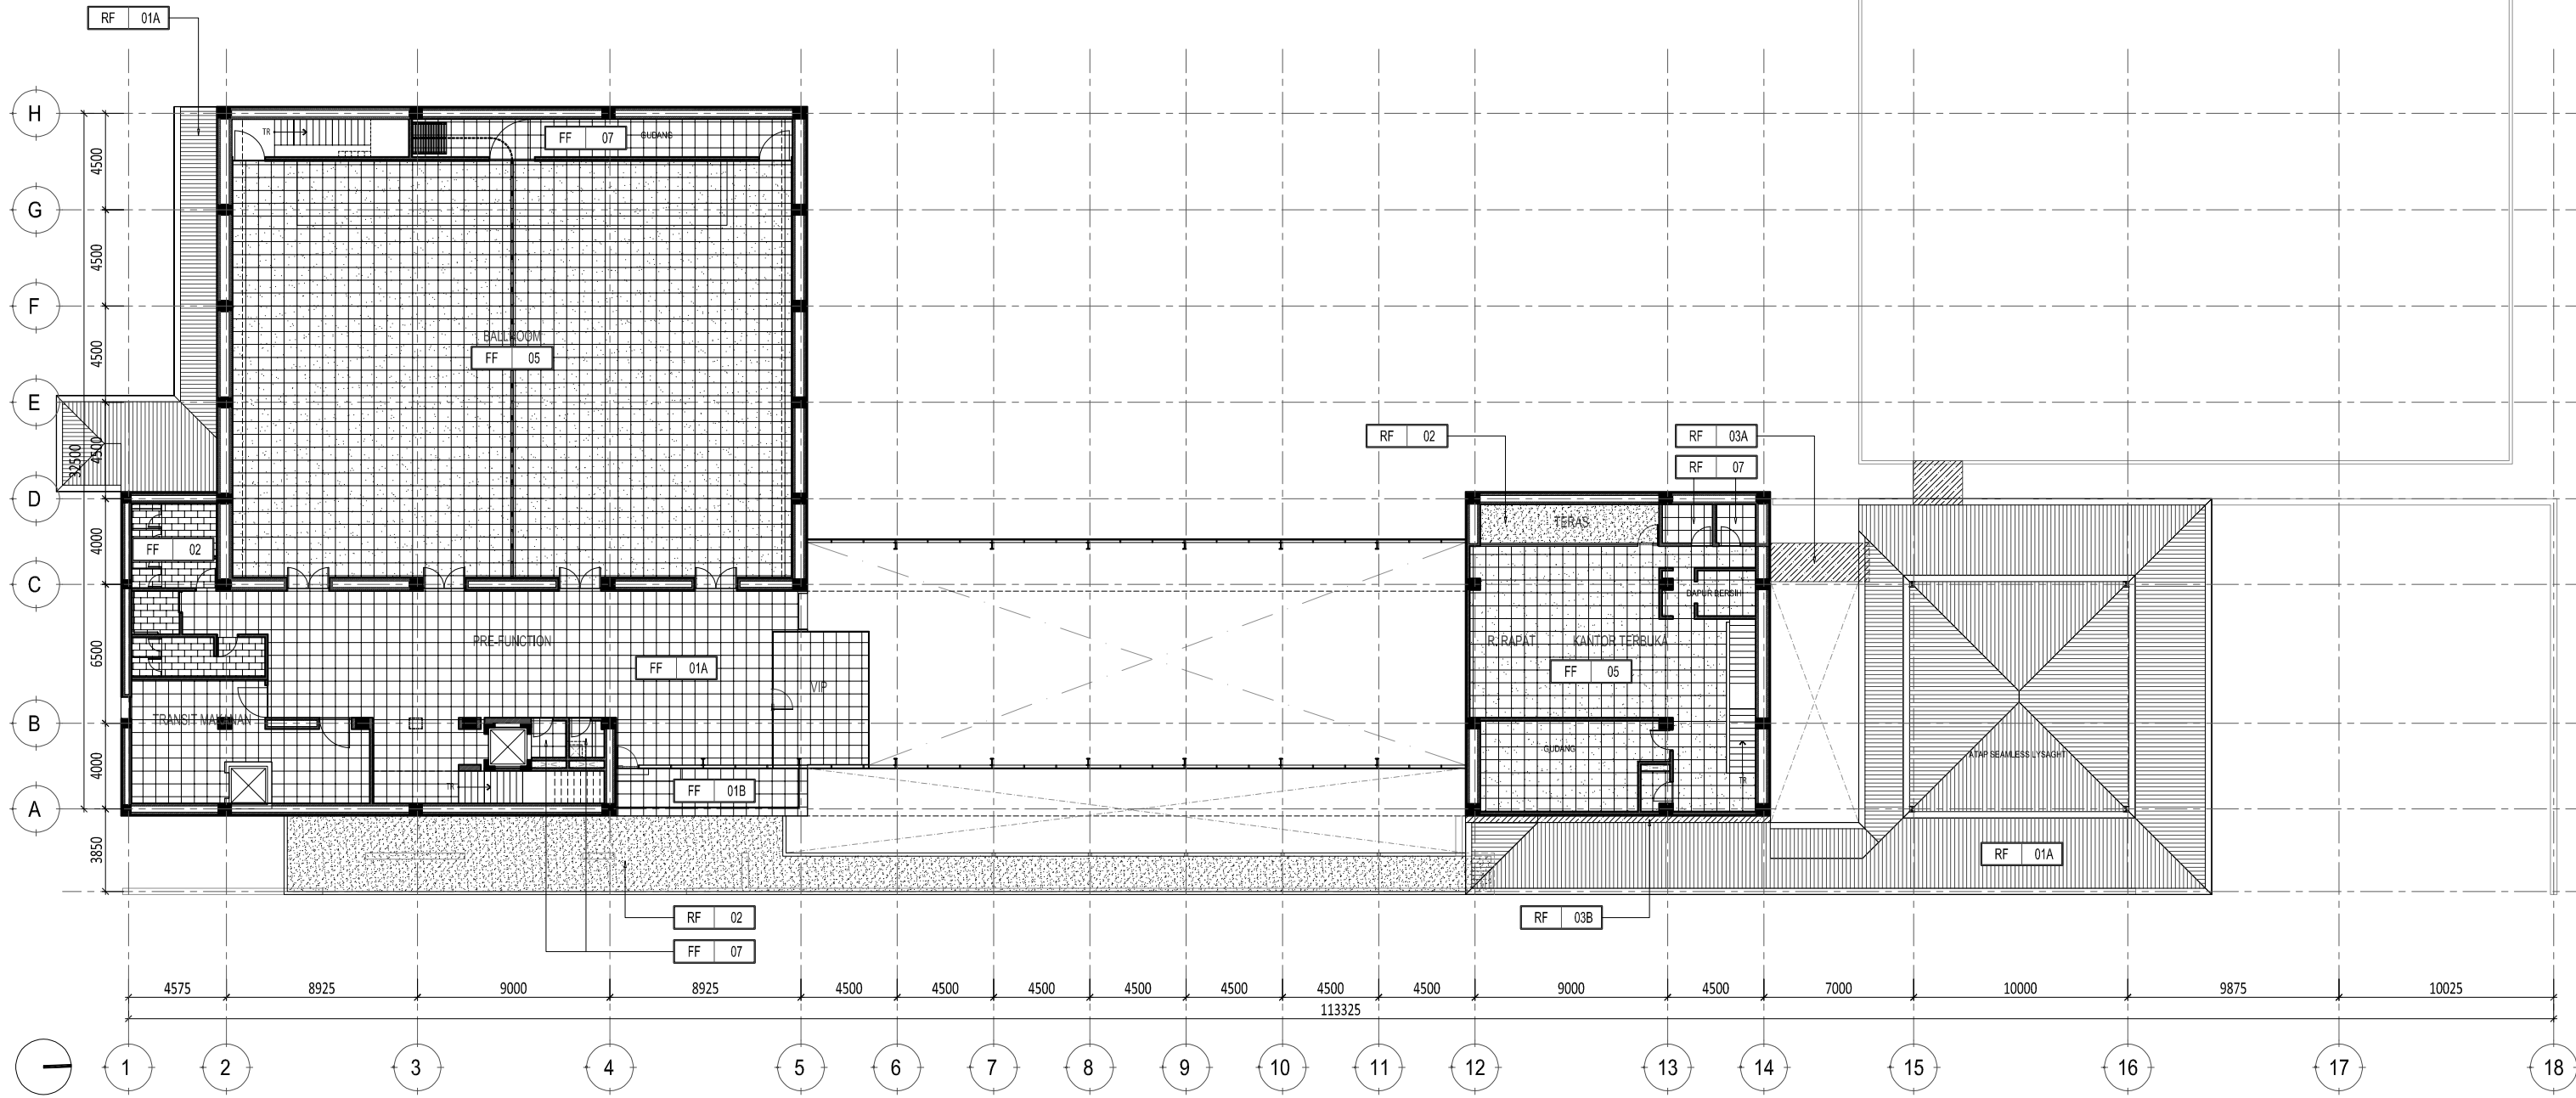 RF 01A
H
G
F
E
D
C
B
A
4500
4500
4500
4500
4000
6500
4000
3850
32500
TR
FF 07
GUDANG
BALLROOM
FF 05
FF 02
PRE-FUNCTION
FF 01A
VIP
TRANSIT MAKANAN
TR
FF 01B
RF 02
FF 07
RF 02
RF 03A
RF 07
TERAS
DAPUR BERSIH
R. RAPAT
KANTOR TERBUKA
FF 05
GUDANG
TR
RF 03B
ATAP SEAMLESS LYSAGHT
RF 01A
4575 8925 9000 8925 4500 4500 4500 4500 4500 4500 4500 9000 4500 7000 10000 9875 10025
113325
1 2 3 4 5 6 7 8 9 10 11 12 13 14 15 16 17 18